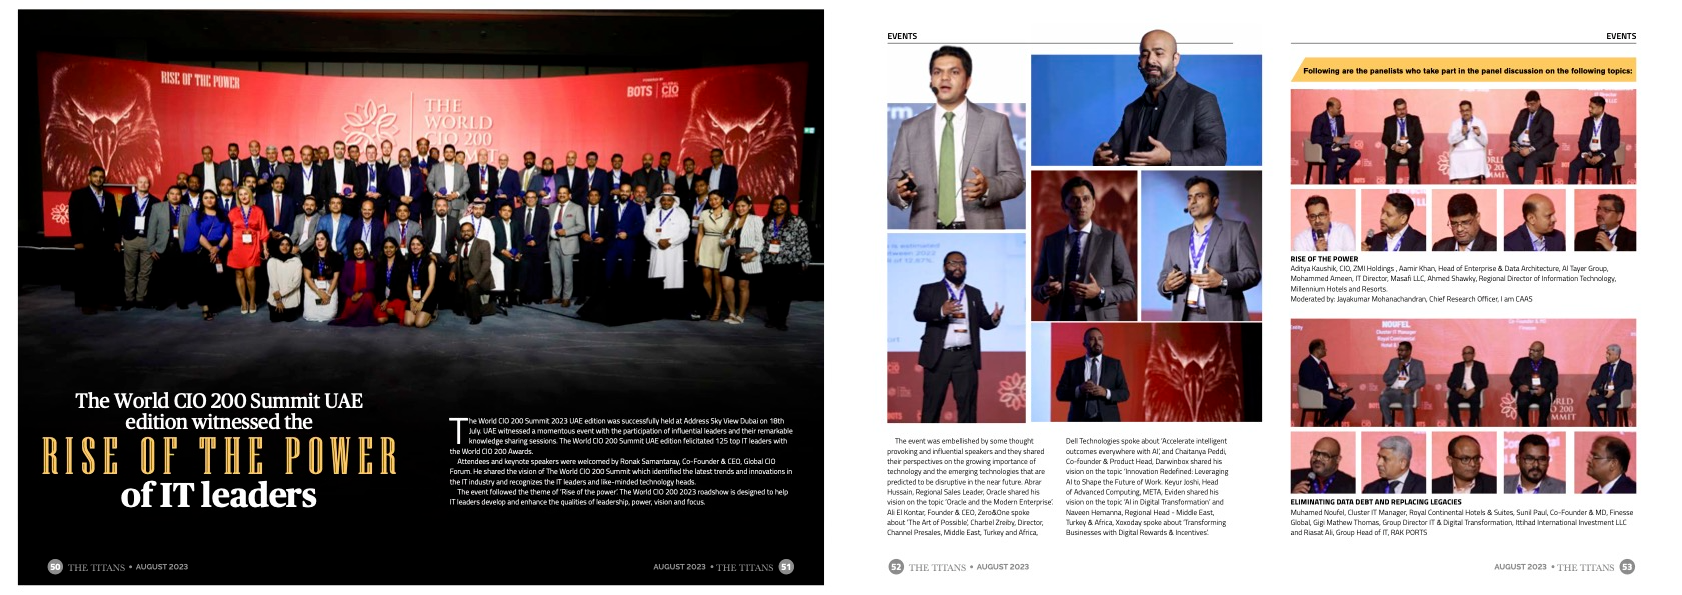 RISE OF THE POWER
POWERED BY
BOTS
GLOBAL
CIO
FORUM
THE
WORLD
CIO 200
SUMMIT
The World CIO 200 Summit UAE
edition witnessed the
RISE OF THE POWER
of IT leaders
The World CIO 200 Summit 2023 UAE edition was successfully held at Address Sky View Dubai on 18th
July. UAE witnessed a momentous event with the participation of influential leaders and their remarkable
knowledge sharing sessions. The World CIO 200 Summit UAE edition felicitated 125 top IT leaders with
the World CIO 200 Awards.
Attendees and keynote speakers were welcomed by Ronak Samantaray, Co-Founder & CEO, Global CIO
Forum. He shared the vision of The World CIO 200 Summit which identified the latest trends and innovations in
the IT industry and recognizes the IT leaders and like-minded technology heads.
The event followed the theme of 'Rise of the power'. The World CIO 200 2023 roadshow is designed to help
IT leaders develop and enhance the qualities of leadership, power, vision and focus.
50 THE TITANS • AUGUST 2023
AUGUST 2023 • THE TITANS 51
EVENTS
The event was embellished by some thought
provoking and influential speakers and they shared
their perspectives on the growing importance of
technology and the emerging technologies that are
predicted to be disruptive in the near future. Abrar
Hussain, Regional Sales Leader, Oracle shared his
vision on the topic 'Oracle and the Modern Enterprise'.
Ali El Kontar, Founder & CEO, Zero&One spoke
about 'The Art of Possible', Charbel Zreiby, Director,
Channel Presales, Middle East, Turkey and Africa,
Dell Technologies spoke about 'Accelerate intelligent
outcomes everywhere with AI', and Chaitanya Peddi,
Co-founder & Product Head, Darwinbox shared his
vision on the topic 'Innovation Redefined: Leveraging
AI to Shape the Future of Work. Keyur Joshi, Head
of Advanced Computing, META, Eviden shared his
vision on the topic 'AI in Digital Transformation' and
Naveen Hemanna, Regional Head - Middle East,
Turkey & Africa, Xoxoday spoke about 'Transforming
Businesses with Digital Rewards & Incentives'.
52 THE TITANS • AUGUST 2023
EVENTS
Following are the panelists who take part in the panel discussion on the following topics:
RISE OF THE POWER
Aditya Kaushik, CIO, ZMI Holdings , Aamir Khan, Head of Enterprise & Data Architecture, Al Tayer Group,
Mohammed Ameen, IT Director, Masafi LLC, Ahmed Shawky, Regional Director of Information Technology,
Millennium Hotels and Resorts.
Moderated by: Jayakumar Mohanachandran, Chief Research Officer, I am CAAS
NOUFEL
Cluster IT Manager
Royal Continental
ELIMINATING DATA DEBT AND REPLACING LEGACIES
Muhamed Noufel, Cluster IT Manager, Royal Continental Hotels & Suites, Sunil Paul, Co-Founder & MD, Finesse
Global, Gigi Mathew Thomas, Group Director IT & Digital Transformation, Ittihad International Investment LLC
and Riasat Ali, Group Head of IT, RAK PORTS
AUGUST 2023 • THE TITANS 53